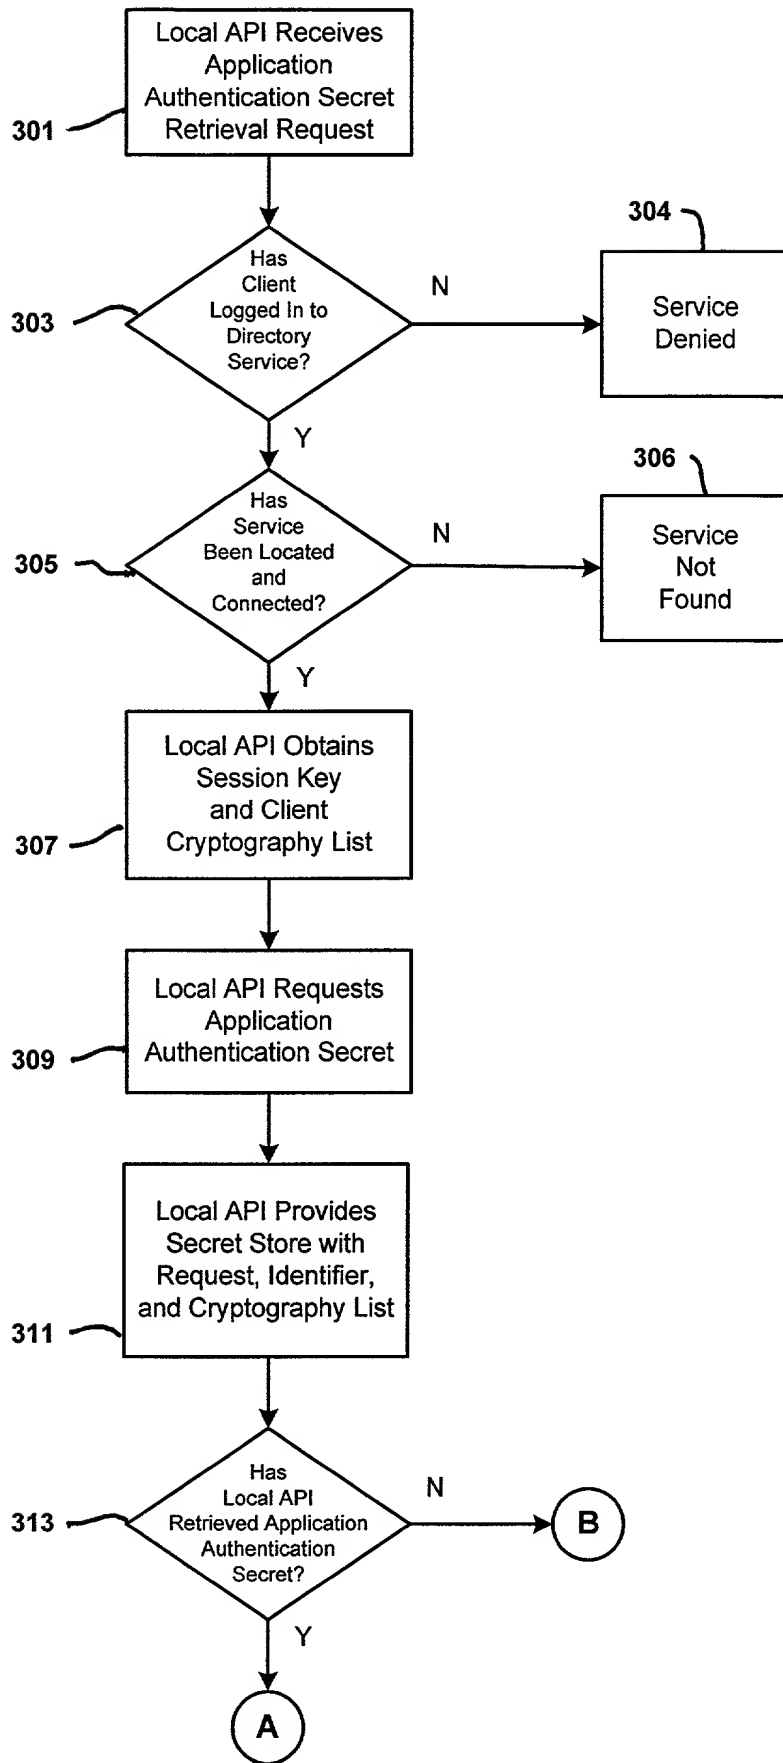 Local API Receives
Application
Authentication Secret
Retrieval Request
301
304
Has
Client
Logged In to
Directory
Service?
303
N
Service
Denied
Y
306
Has
Service
Been Located
and
Connected?
305
N
Service
Not
Found
Y
Local API Obtains
Session Key
and Client
Cryptography List
307
Local API Requests
Application
Authentication Secret
309
Local API Provides
Secret Store with
Request, Identifier,
and Cryptography List
311
Has
Local API
Retrieved Application
Authentication
Secret?
313
N
B
Y
A